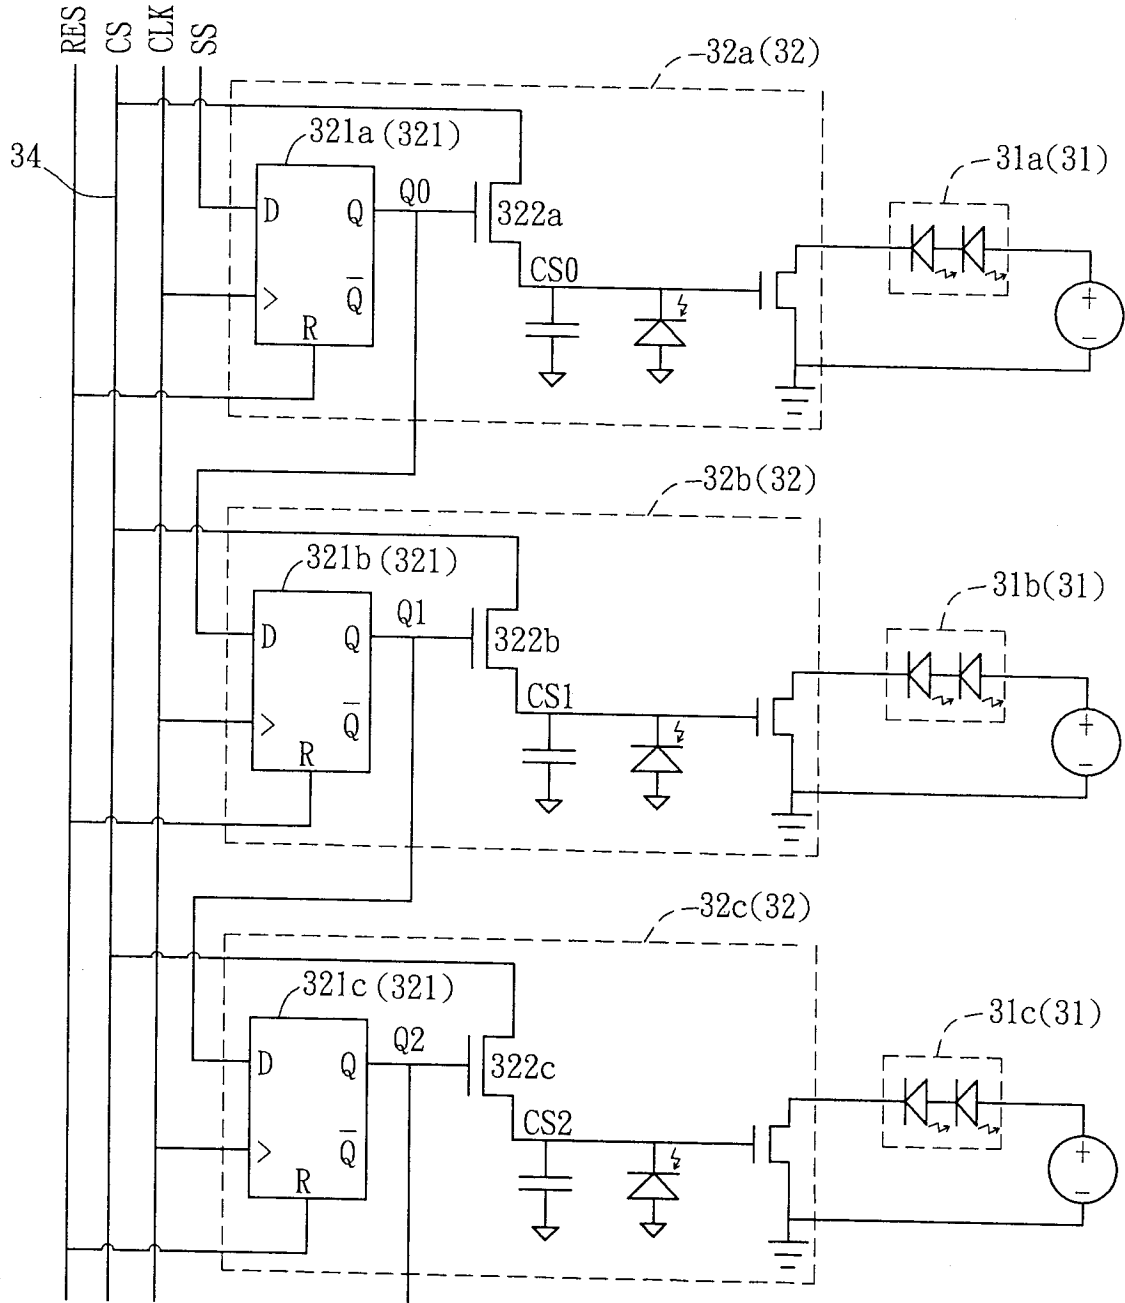 RES
CS
CLK
SS
32a(32)
34
321a(321)
31a(31)
D
Q
Q0
322a
CS0
Q̅
R
+
−
32b(32)
321b(321)
31b(31)
D
Q
Q1
322b
CS1
Q̅
R
+
−
32c(32)
321c(321)
31c(31)
D
Q
Q2
322c
CS2
Q̅
R
+
−